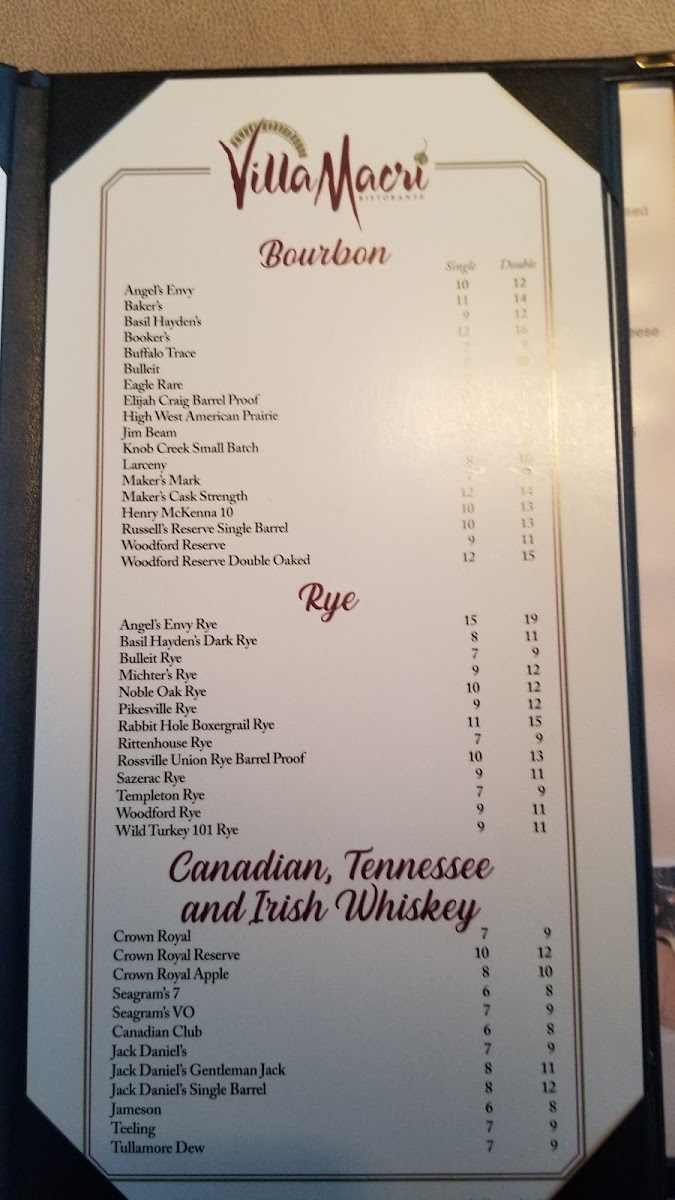 Villa Macri
RISTORANTE
Bourbon
Single Double
Angel's Envy 10 12
Baker's 11 14
Basil Hayden's 9 12
Booker's 12 16
Buffalo Trace 7 9
Bulleit 8
Eagle Rare
Elijah Craig Barrel Proof
High West American Prairie
Jim Beam
Knob Creek Small Batch
Larceny 8 10
Maker's Mark 7 9
Maker's Cask Strength 12 14
Henry McKenna 10 10 13
Russell's Reserve Single Barrel 10 13
Woodford Reserve 9 11
Woodford Reserve Double Oaked 12 15
Rye
Angel's Envy Rye 15 19
Basil Hayden's Dark Rye 8 11
Bulleit Rye 7 9
Michter's Rye 9 12
Noble Oak Rye 10 12
Pikesville Rye 9 12
Rabbit Hole Boxergrail Rye 11 15
Rittenhouse Rye 7 9
Rossville Union Rye Barrel Proof 10 13
Sazerac Rye 9 11
Templeton Rye 7 9
Woodford Rye 9 11
Wild Turkey 101 Rye 9 11
Canadian, Tennessee
and Irish Whiskey
Crown Royal 7 9
Crown Royal Reserve 10 12
Crown Royal Apple 8 10
Seagram's 7 6 8
Seagram's VO 7 9
Canadian Club 6 8
Jack Daniel's 7 9
Jack Daniel's Gentleman Jack 8 11
Jack Daniel's Single Barrel 8 12
Jameson 6 8
Teeling 7 9
Tullamore Dew 7 9